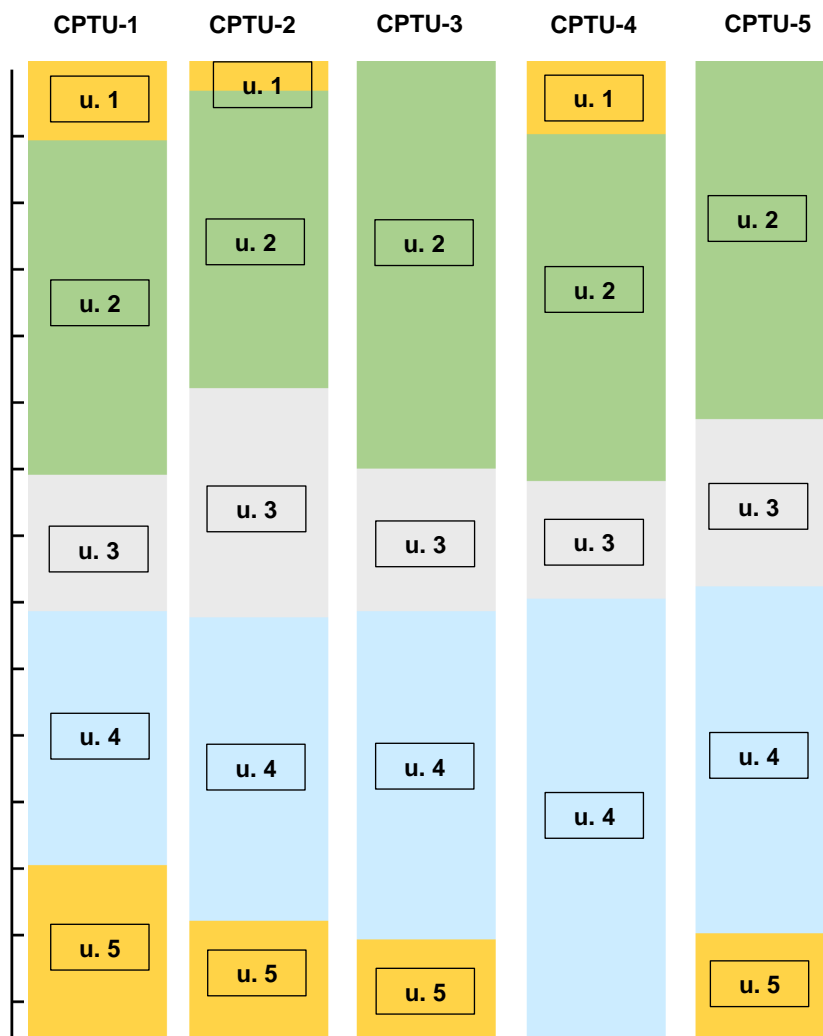 CPTU-1 CPTU-2 CPTU-3 CPTU-4 CPTU-5
u. 1 u. 1 u. 1
u. 2 u. 2 u. 2 u. 2 u. 2
u. 3 u. 3 u. 3 u. 3 u. 3
u. 4 u. 4 u. 4 u. 4 u. 4
u. 5 u. 5 u. 5 u. 5